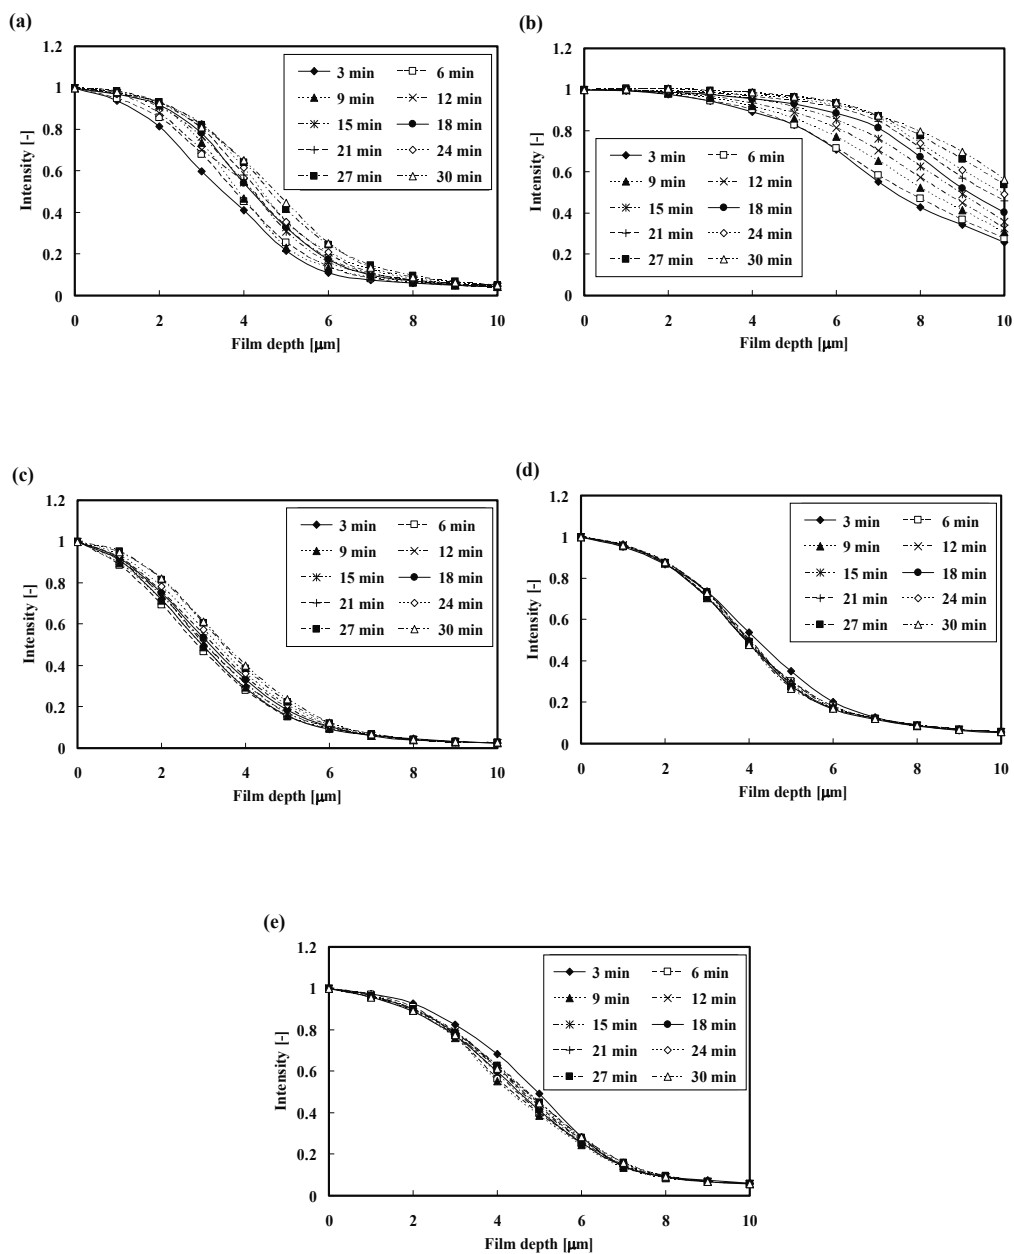 (a)
1.2
1
0.8
0.6
0.4
0.2
0
Intensity [-]
3 min 6 min
9 min 12 min
15 min 18 min
21 min 24 min
27 min 30 min
0 2 4 6 8 10
Film depth [μm]
(b)
1.2
1
0.8
0.6
0.4
0.2
0
Intensity [-]
3 min 6 min
9 min 12 min
15 min 18 min
21 min 24 min
27 min 30 min
0 2 4 6 8 10
Film depth [μm]
(c)
1.2
1
0.8
0.6
0.4
0.2
0
Intensity [-]
3 min 6 min
9 min 12 min
15 min 18 min
21 min 24 min
27 min 30 min
0 2 4 6 8 10
Film depth [μm]
(d)
1.2
1
0.8
0.6
0.4
0.2
0
Intensity [-]
3 min 6 min
9 min 12 min
15 min 18 min
21 min 24 min
27 min 30 min
0 2 4 6 8 10
Film depth [μm]
(e)
1.2
1
0.8
0.6
0.4
0.2
0
Intensity [-]
3 min 6 min
9 min 12 min
15 min 18 min
21 min 24 min
27 min 30 min
0 2 4 6 8 10
Film depth [μm]